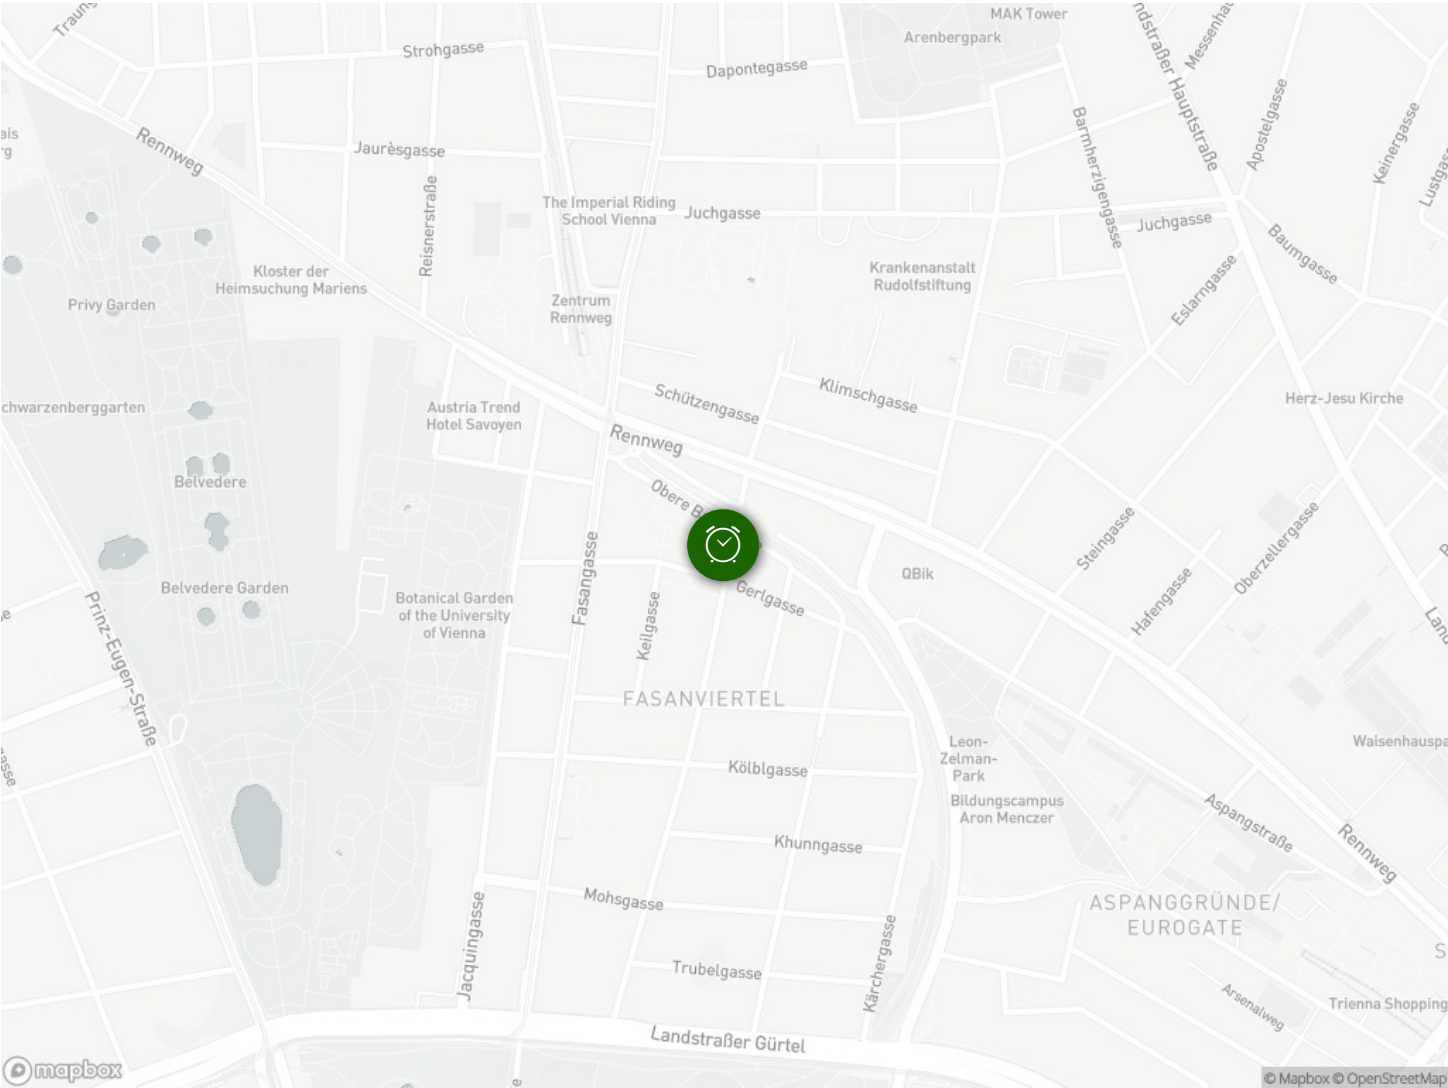 MAK Tower
Arenbergpark
Strohgasse
Dapontegasse
Rennweg
Jaurèsgasse
Reisnerstraße
The Imperial Riding
School Vienna
Juchgasse
Barmherzigengasse
Apostelgasse
Keinergasse
Juchgasse
Baumgasse
Eslarngasse
Kloster der
Heimsuchung Mariens
Privy Garden
Zentrum
Rennweg
Krankenanstalt
Rudolfstiftung
chwarzenberggarten
Austria Trend
Hotel Savoyen
Schützengasse
Klimschgasse
Herz-Jesu Kirche
Rennweg
Obere B
Belvedere
Belvedere Garden
Fasangasse
Botanical Garden
of the University
of Vienna
Keilgasse
Gerlgasse
QBik
Steingasse
Hafengasse
Oberzellergasse
Prinz-Eugen-Straße
FASANVIERTEL
Leon-
Zelman-
Park
Waisenhauspa
Kölblgasse
Bildungscampus
Aron Menczer
Khunngasse
Aspangstraße
Rennweg
Mohsgasse
ASPANGGRÜNDE/
EUROGATE
Jacquingasse
Trubelgasse
Kärchergasse
Arsenalweg
Trienna Shopping
Landstraßer Gürtel
mapbox
© Mapbox © OpenStreetMap